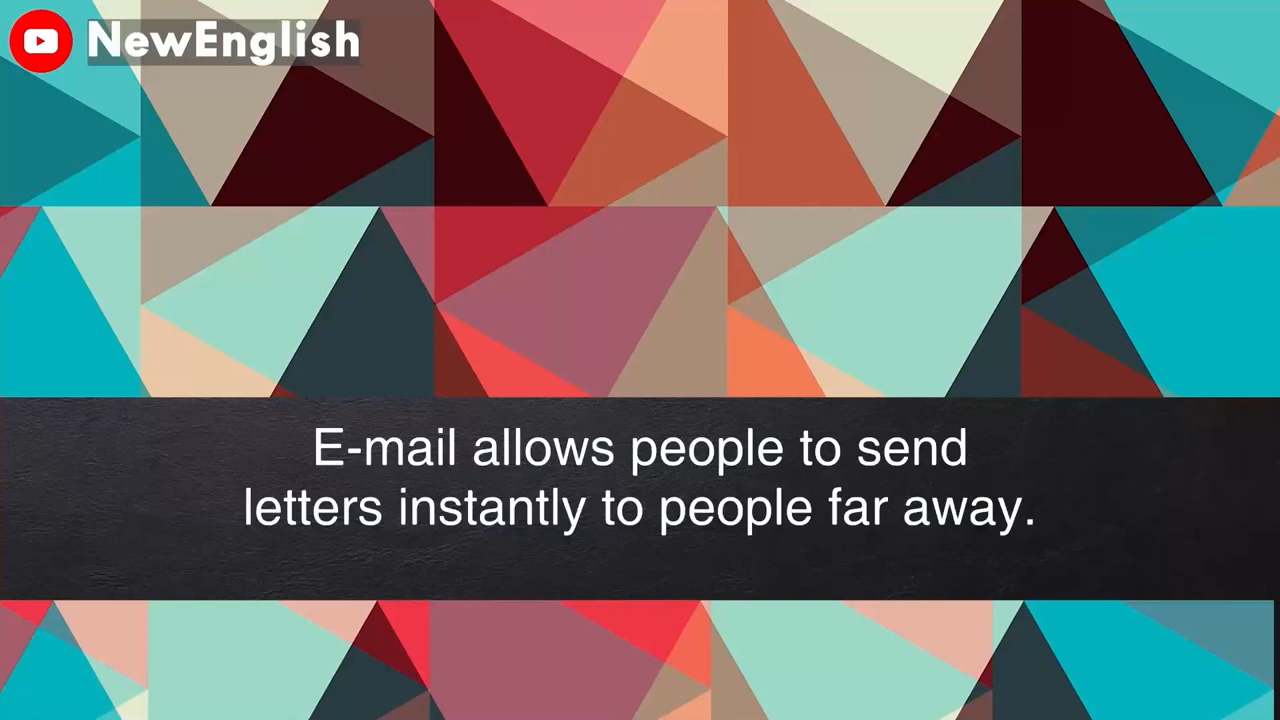 NewEnglish
E-mail allows people to send
letters instantly to people far away.